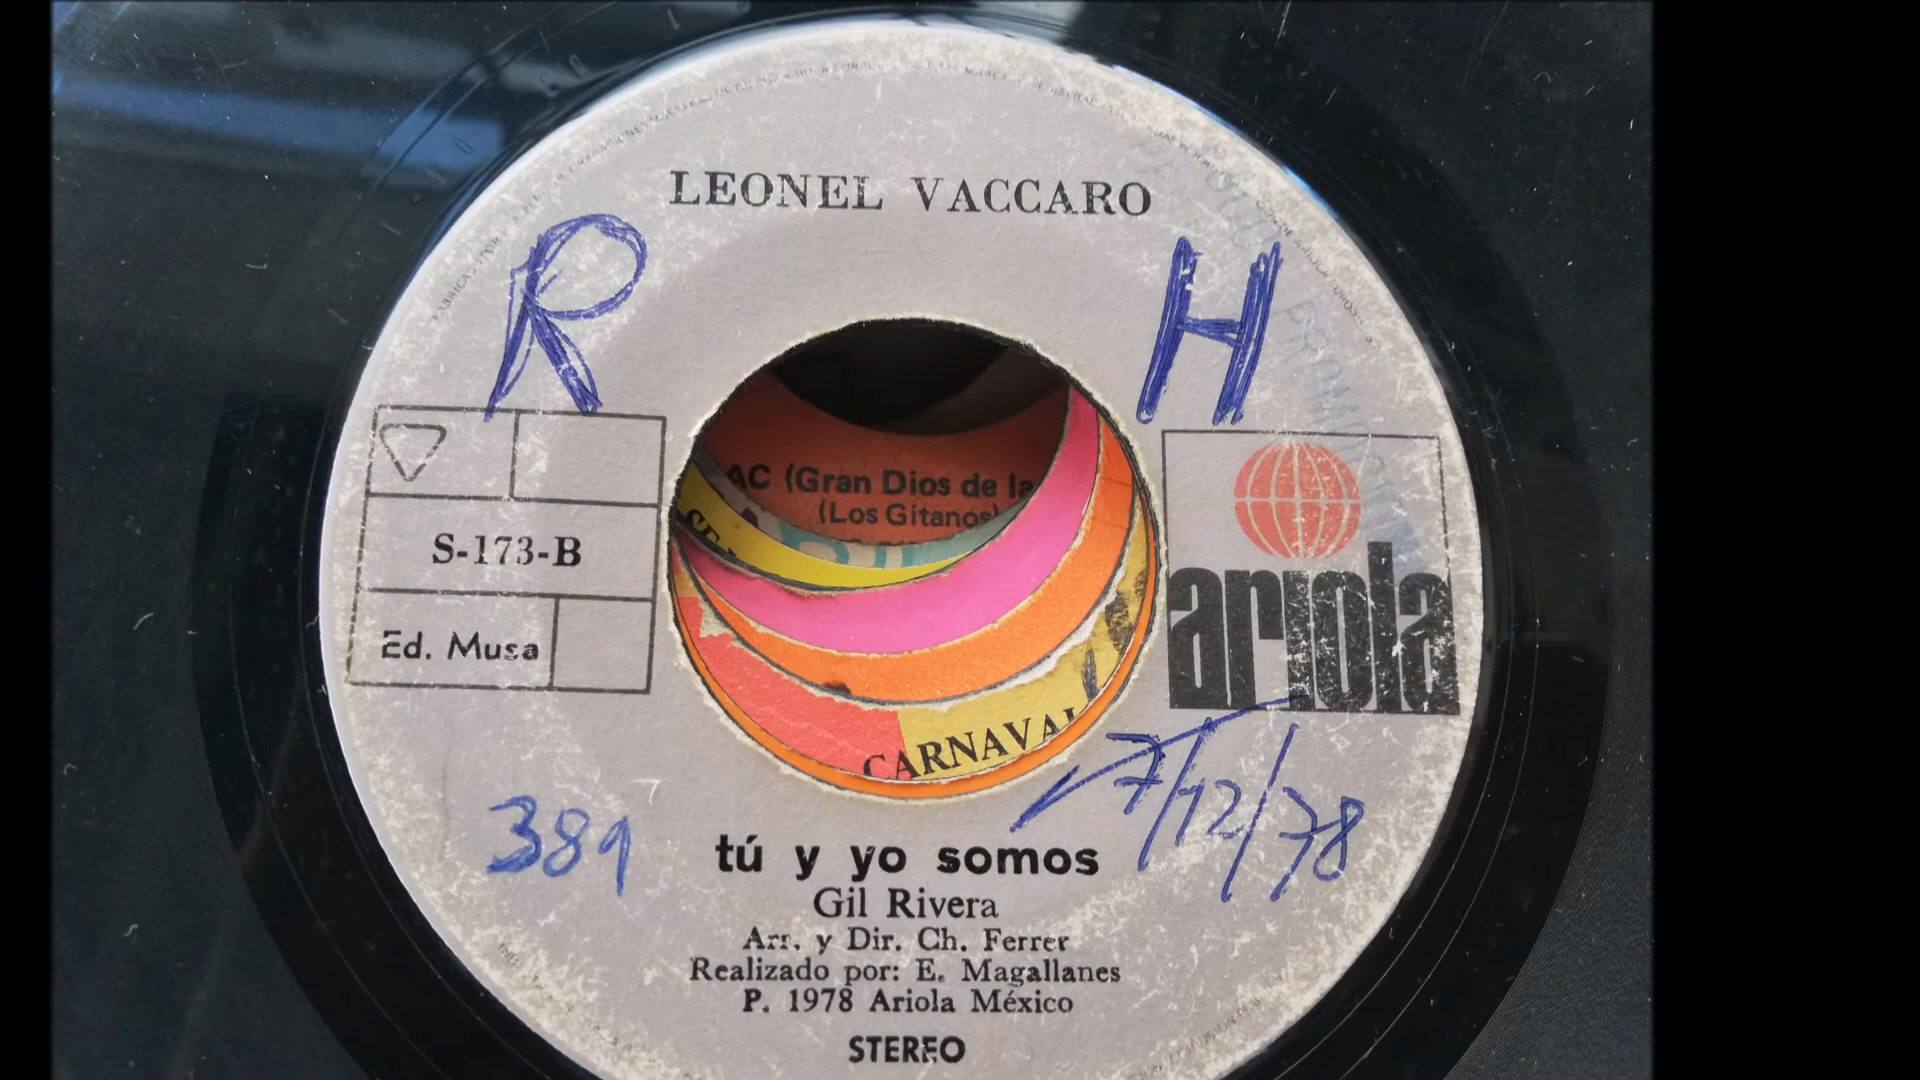 LEONEL VACCARO
R
H
AC (Gran Dios de la
(Los Gitanos)
S-173-B
ariola
Ed. Musa
CARNAVAL
7/12/78
389
tú y yo somos
Gil Rivera
Arr. y Dir. Ch. Ferrer
Realizado por: E. Magallanes
P. 1978 Ariola México
STEREO